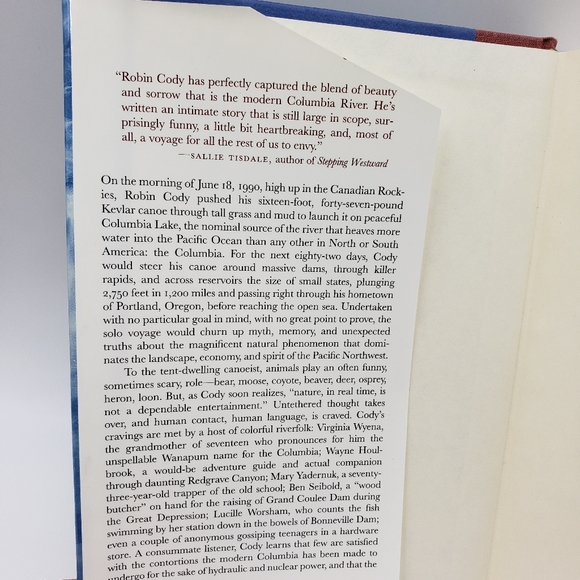 “Robin Cody has perfectly captured the blend of beauty
and sorrow that is the modern Columbia River. He’s
written an intimate story that is still large in scope, sur-
prisingly funny, a little bit heartbreaking, and, most of
all, a voyage for all the rest of us to envy.”
—SALLIE TISDALE, author of Stepping Westward
On the morning of June 18, 1990, high up in the Canadian Rock-
ies, Robin Cody pushed his sixteen-foot, forty-seven-pound
Kevlar canoe through tall grass and mud to launch it on peaceful
Columbia Lake, the nominal source of the river that heaves more
water into the Pacific Ocean than any other in North or South
America: the Columbia. For the next eighty-two days, Cody
would steer his canoe around massive dams, through killer
rapids, and across reservoirs the size of small states, plunging
2,750 feet in 1,200 miles and passing right through his hometown
of Portland, Oregon, before reaching the open sea. Undertaken
with no particular goal in mind, with no great point to prove, the
solo voyage would churn up myth, memory, and unexpected
truths about the magnificent natural phenomenon that domi-
nates the landscape, economy, and spirit of the Pacific Northwest.
To the tent-dwelling canoeist, animals play an often funny,
sometimes scary, role—bear, moose, coyote, beaver, deer, osprey,
heron, loon. But, as Cody soon realizes, “nature, in real time, is
not a dependable entertainment.” Untethered thought takes
over, and human contact, human language, is craved. Cody’s
cravings are met by a host of colorful riverfolk: Virginia Wyena,
the grandmother of seventeen who pronounces for him the
unspellable Wanapum name for the Columbia; Wayne Houl-
brook, a would-be adventure guide and actual companion
through daunting Redgrave Canyon; Mary Yadernuk, a seventy-
three-year-old trapper of the old school; Ben Seibold, a “wood
butcher” on hand for the raising of Grand Coulee Dam during
the Great Depression; Lucille Worsham, who counts the fish
swimming by her station down in the bowels of Bonneville Dam;
even a couple of anonymous gossiping teenagers in a hardware
store. A consummate listener, Cody learns that few are satisfied
with the contortions the modern Columbia has been made to
undergo for the sake of hydraulic and nuclear power, and that the